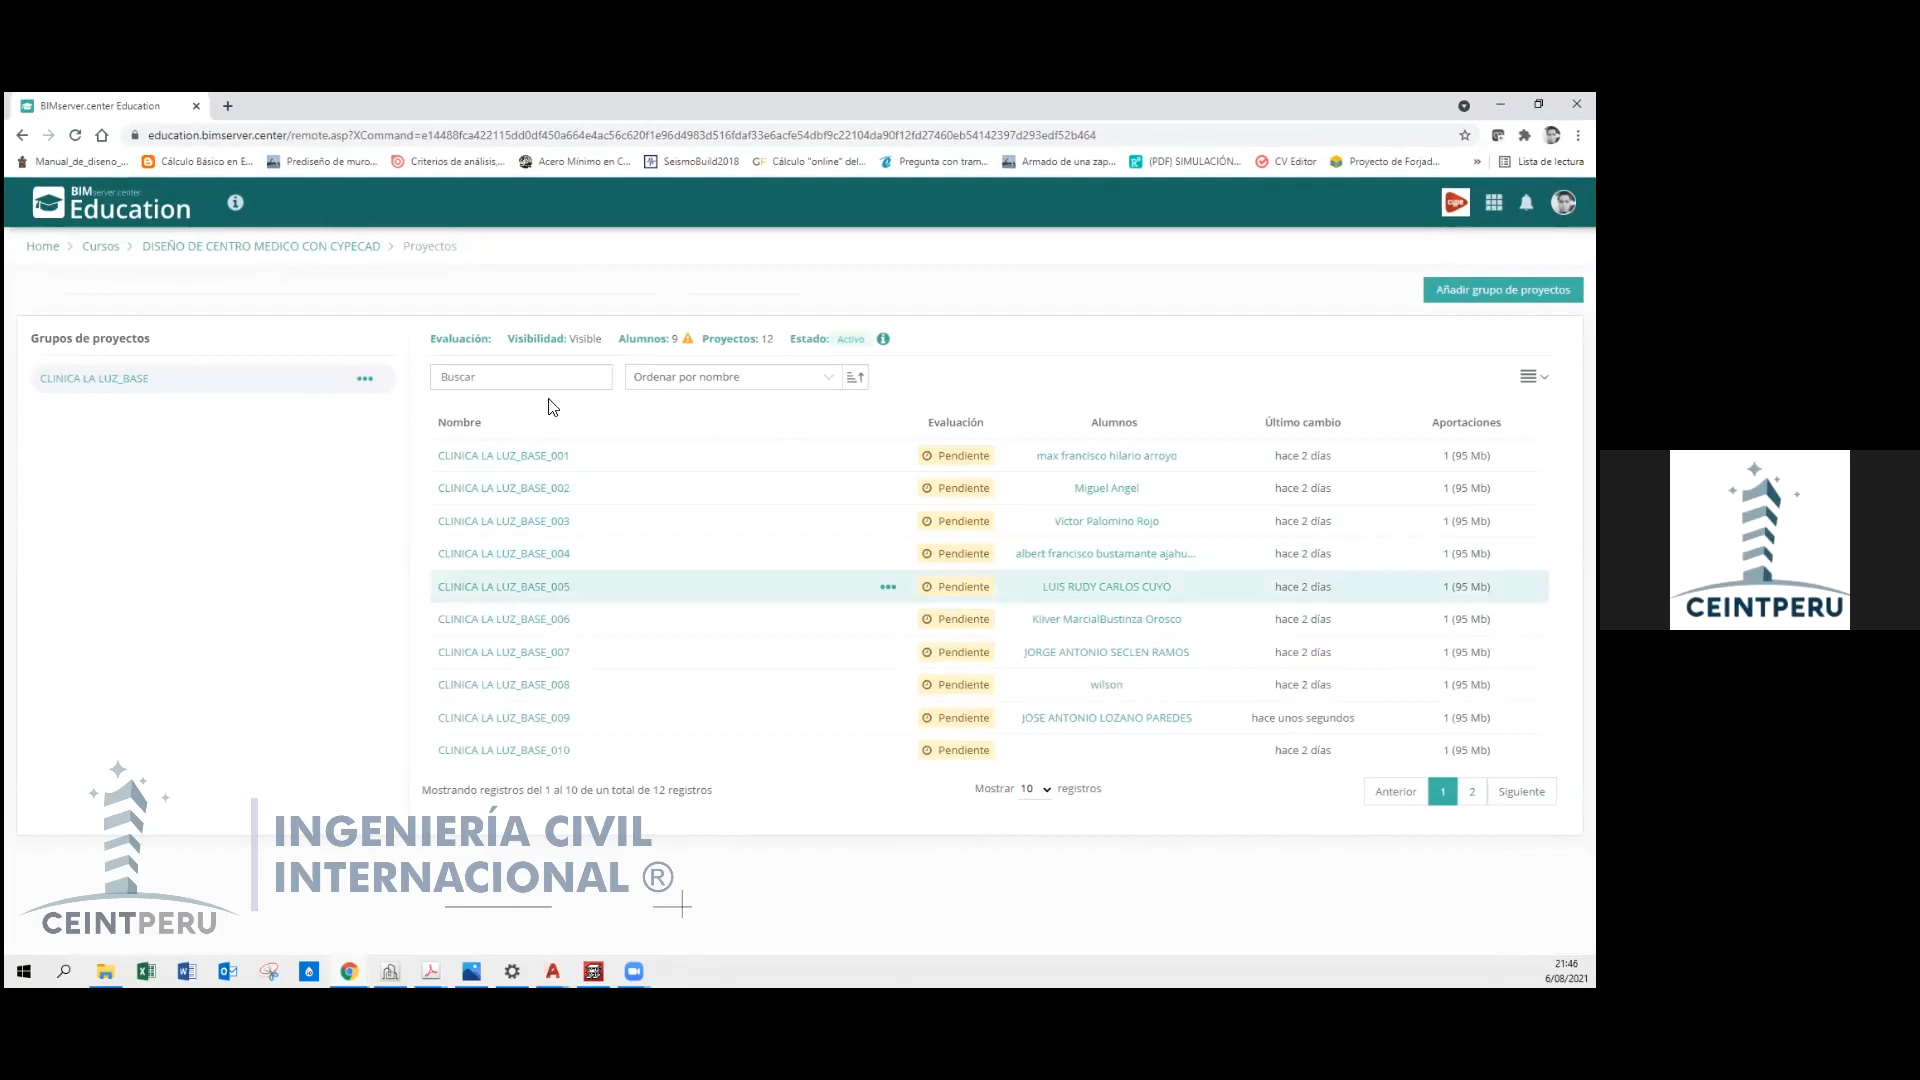 BIMserver.center Education
education.bimserver.center/remote.asp?XCommand=e14488fca422115dd0df450a664e4ac56c620f1e96d4983d516fdaf33e6acfe54dbf9c22104da90f12fd27460eb54142397d293edf52b464
Manual_de_diseno_... Cálculo Básico en E... Prediseño de muro... Criterios de análisis,... Acero Mínimo en C... SeismoBuild2018 Cálculo "online" del... Pregunta con tram... Armado de una zap... (PDF) SIMULACIÓN... CV Editor Proyecto de Forjad... » Lista de lectura
BIMserver.center
Education
cype
Home > Cursos > DISEÑO DE CENTRO MEDICO CON CYPECAD > Proyectos
Añadir grupo de proyectos
Grupos de proyectos
CLINICA LA LUZ_BASE
Evaluación: Visibilidad: Visible Alumnos: 9 Proyectos: 12 Estado: Activo
Buscar Ordenar por nombre
Nombre Evaluación Alumnos Último cambio Aportaciones
CLINICA LA LUZ_BASE_001 Pendiente max francisco hilario arroyo hace 2 días 1 (95 Mb)
CLINICA LA LUZ_BASE_002 Pendiente Miguel Angel hace 2 días 1 (95 Mb)
CLINICA LA LUZ_BASE_003 Pendiente Victor Palomino Rojo hace 2 días 1 (95 Mb)
CLINICA LA LUZ_BASE_004 Pendiente albert francisco bustamante ajahu... hace 2 días 1 (95 Mb)
CLINICA LA LUZ_BASE_005 Pendiente LUIS RUDY CARLOS CUYO hace 2 días 1 (95 Mb)
CLINICA LA LUZ_BASE_006 Pendiente Kliver MarcialBustinza Orosco hace 2 días 1 (95 Mb)
CLINICA LA LUZ_BASE_007 Pendiente JORGE ANTONIO SECLEN RAMOS hace 2 días 1 (95 Mb)
CLINICA LA LUZ_BASE_008 Pendiente wilson hace 2 días 1 (95 Mb)
CLINICA LA LUZ_BASE_009 Pendiente JOSE ANTONIO LOZANO PAREDES hace unos segundos 1 (95 Mb)
CLINICA LA LUZ_BASE_010 Pendiente hace 2 días 1 (95 Mb)
Mostrando registros del 1 al 10 de un total de 12 registros Mostrar 10 registros Anterior 1 2 Siguiente
INGENIERÍA CIVIL
INTERNACIONAL ®
CEINTPERU
21:46
6/08/2021
CEINTPERU